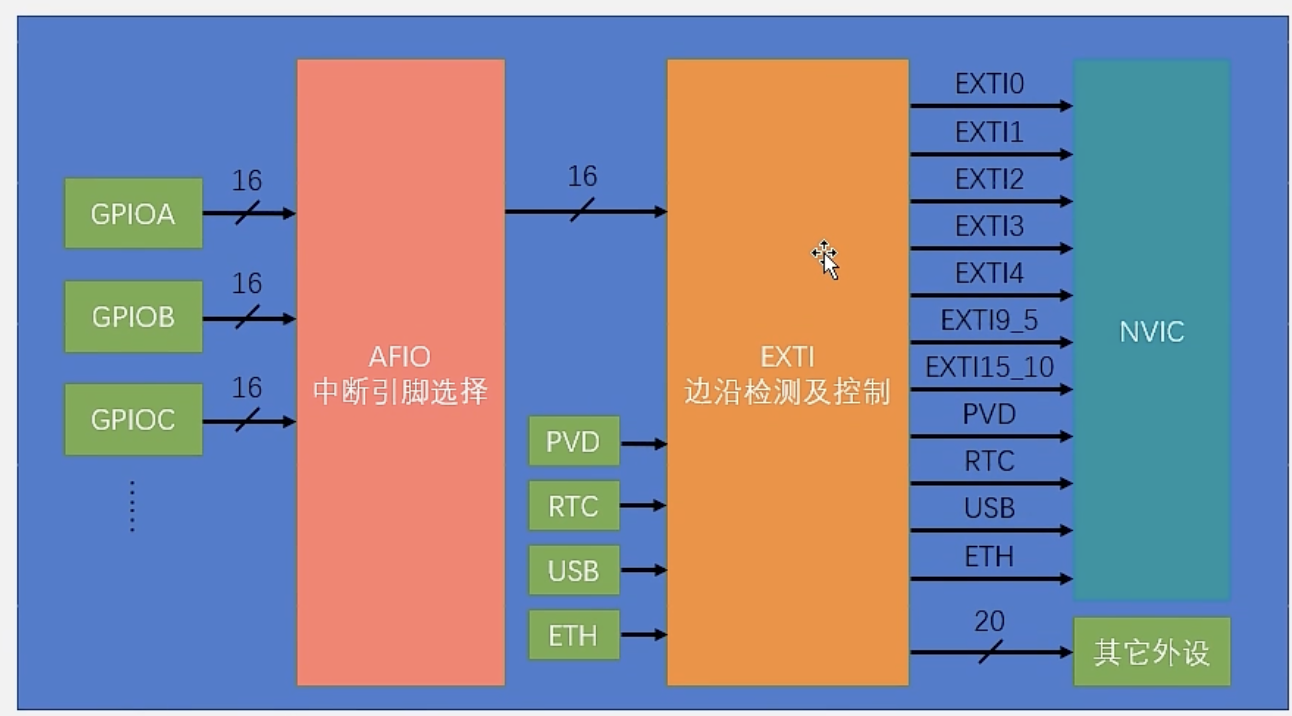 GPIOA
16
GPIOB
16
GPIOC
16
AFIO
中断引脚选择
16
PVD
RTC
USB
ETH
EXTI
边沿检测及控制
EXTI0
EXTI1
EXTI2
EXTI3
EXTI4
EXTI9_5
EXTI15_10
PVD
RTC
USB
ETH
20
NVIC
其它外设